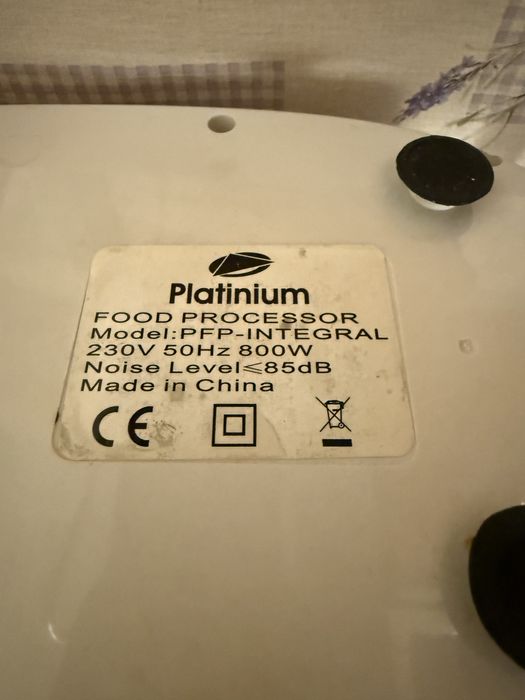 Platinium
FOOD PROCESSOR
Model:PFP-INTEGRAL
230V 50Hz 800W
Noise Level≤85dB
Made in China
CE